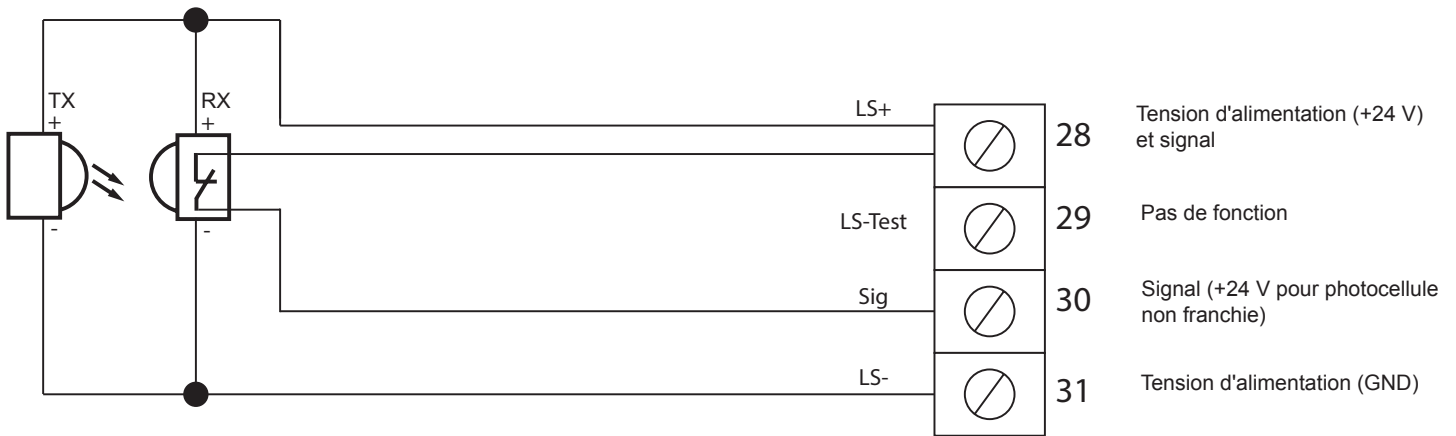 TX
+
-
RX
+
-
LS+
28
Tension d'alimentation (+24 V)
et signal
LS-Test
29
Pas de fonction
Sig
30
Signal (+24 V pour photocellule
non franchie)
LS-
31
Tension d'alimentation (GND)